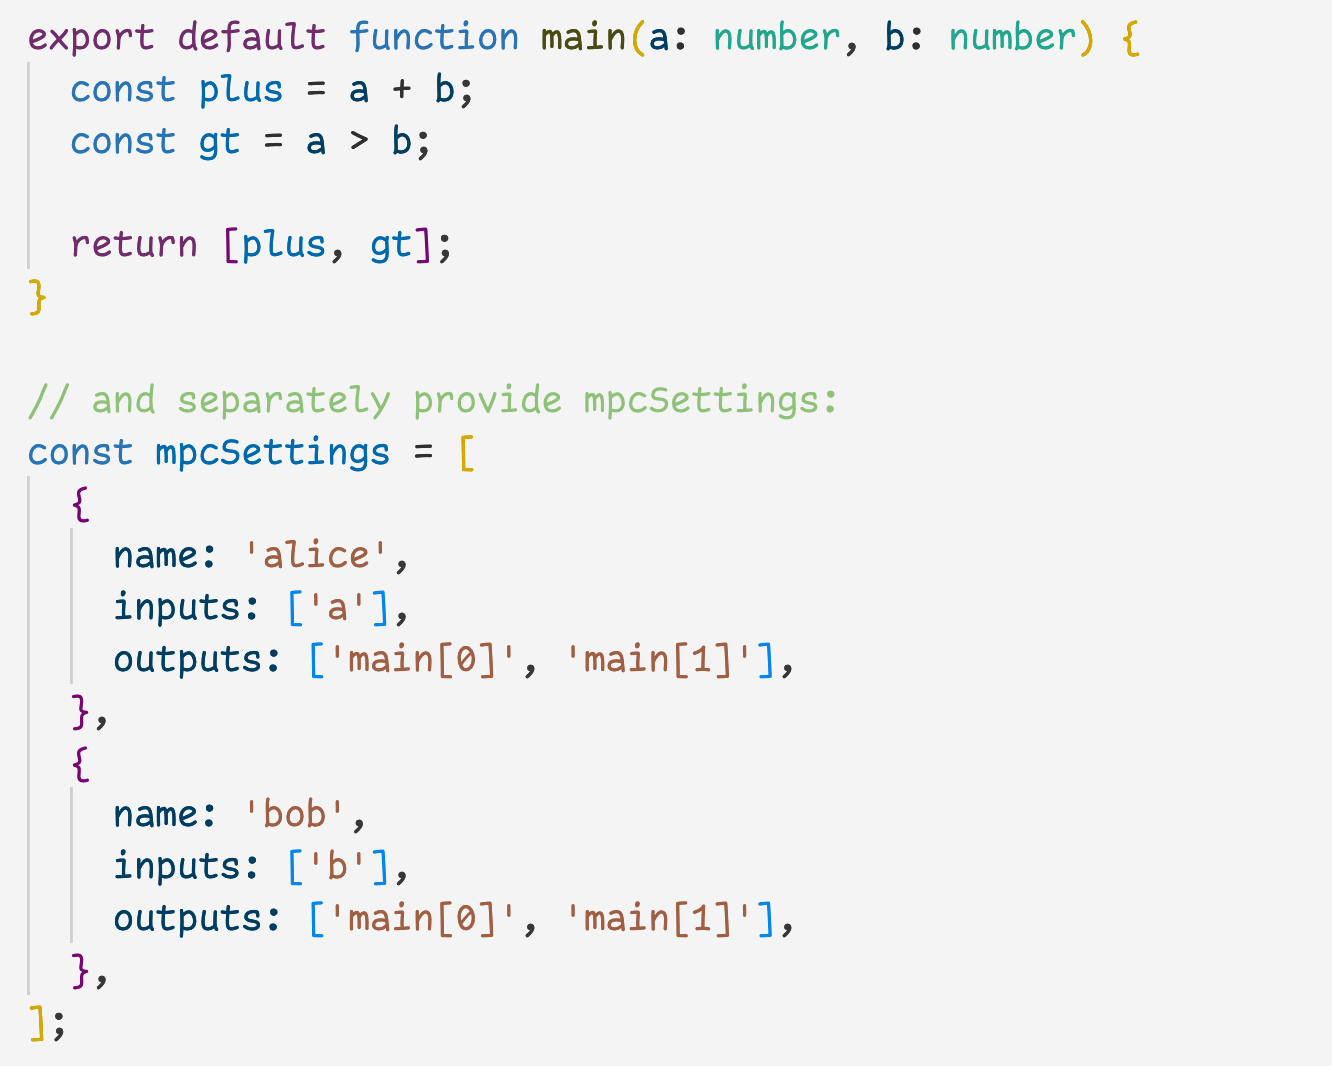 export default function main(a: number, b: number) {
  const plus = a + b;
  const gt = a > b;

  return [plus, gt];
}

// and separately provide mpcSettings:
const mpcSettings = [
  {
    name: 'alice',
    inputs: ['a'],
    outputs: ['main[0]', 'main[1]'],
  },
  {
    name: 'bob',
    inputs: ['b'],
    outputs: ['main[0]', 'main[1]'],
  },
];